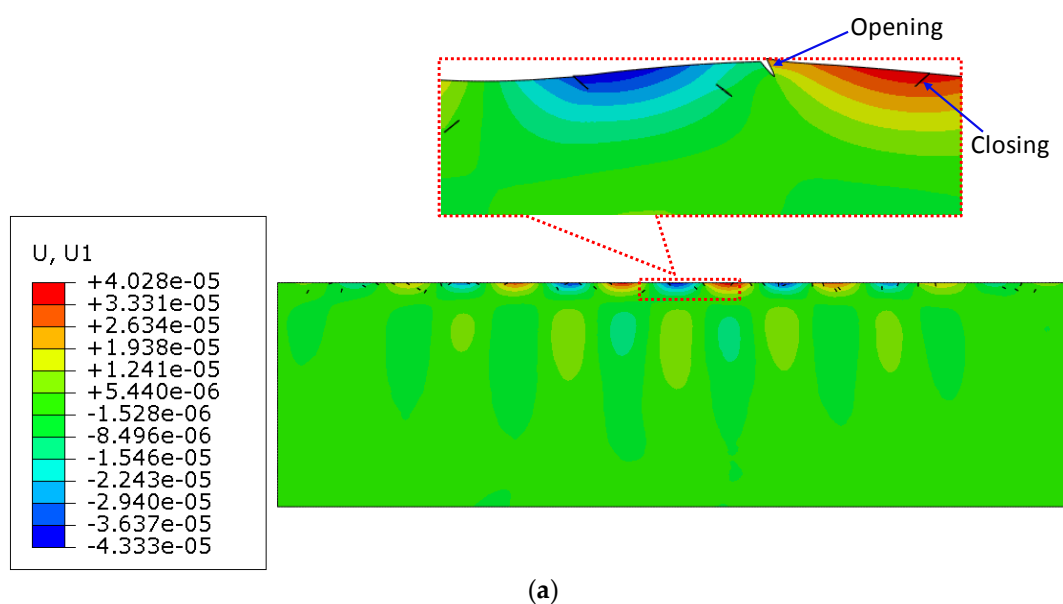 Opening
Closing
U, U1
+4.028e-05
+3.331e-05
+2.634e-05
+1.938e-05
+1.241e-05
+5.440e-06
-1.528e-06
-8.496e-06
-1.546e-05
-2.243e-05
-2.940e-05
-3.637e-05
-4.333e-05
(a)